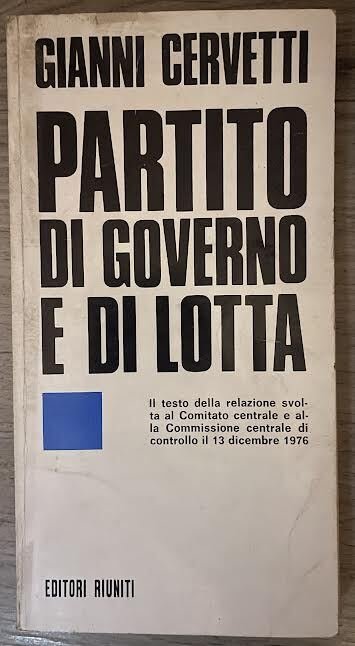 GIANNI CERVETTI
PARTITO
DI GOVERNO
E DI LOTTA
Il testo della relazione svol-
ta al Comitato centrale e al-
la Commissione centrale di
controllo il 13 dicembre 1976
EDITORI RIUNITI